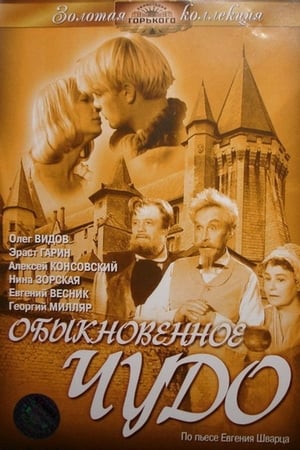 Золотая коллекция
ГОРЬКОГО
Олег ВИДОВ
Эраст ГАРИН
Алексей КОНСОВСКИЙ
Нина ЗОРСКАЯ
Евгений ВЕСНИК
Георгий МИЛЛЯР
ОБЫКНОВЕННОЕ
ЧУДО
По пьесе Евгения Шварца